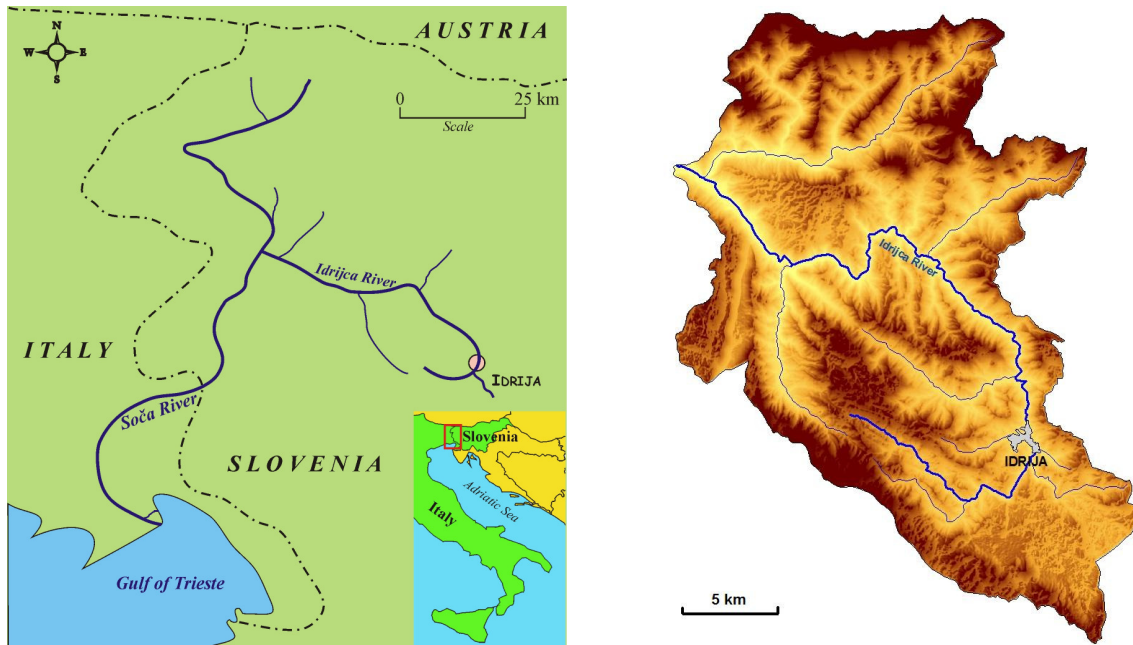 AUSTRIA
N
W E
S
0 25 km
Scale
Idrijca River
ITALY
IDRIJA
Soča River
SLOVENIA
Slovenia
Adriatic Sea
Italy
Gulf of Trieste
Idrijca River
IDRIJA
5 km